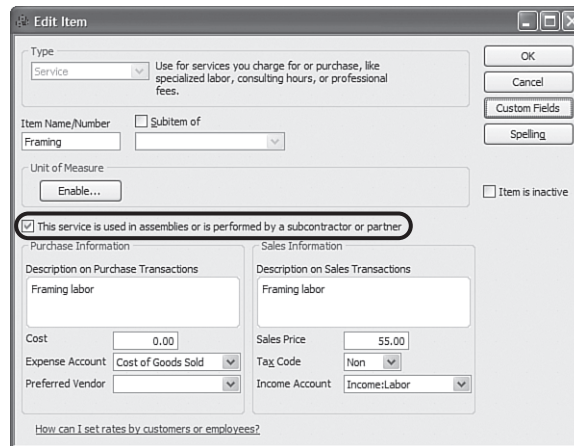 Edit Item
Type
Service
Use for services you charge for or purchase, like
specialized labor, consulting hours, or professional
fees.
OK
Cancel
Custom Fields
Spelling
Item Name/Number
Subitem of
Framing
Unit of Measure
Enable...
Item is inactive
This service is used in assemblies or is performed by a subcontractor or partner
Purchase Information
Description on Purchase Transactions
Framing labor
Cost 0.00
Expense Account Cost of Goods Sold
Preferred Vendor
Sales Information
Description on Sales Transactions
Framing labor
Sales Price 55.00
Tax Code Non
Income Account Income:Labor
How can I set rates by customers or employees?